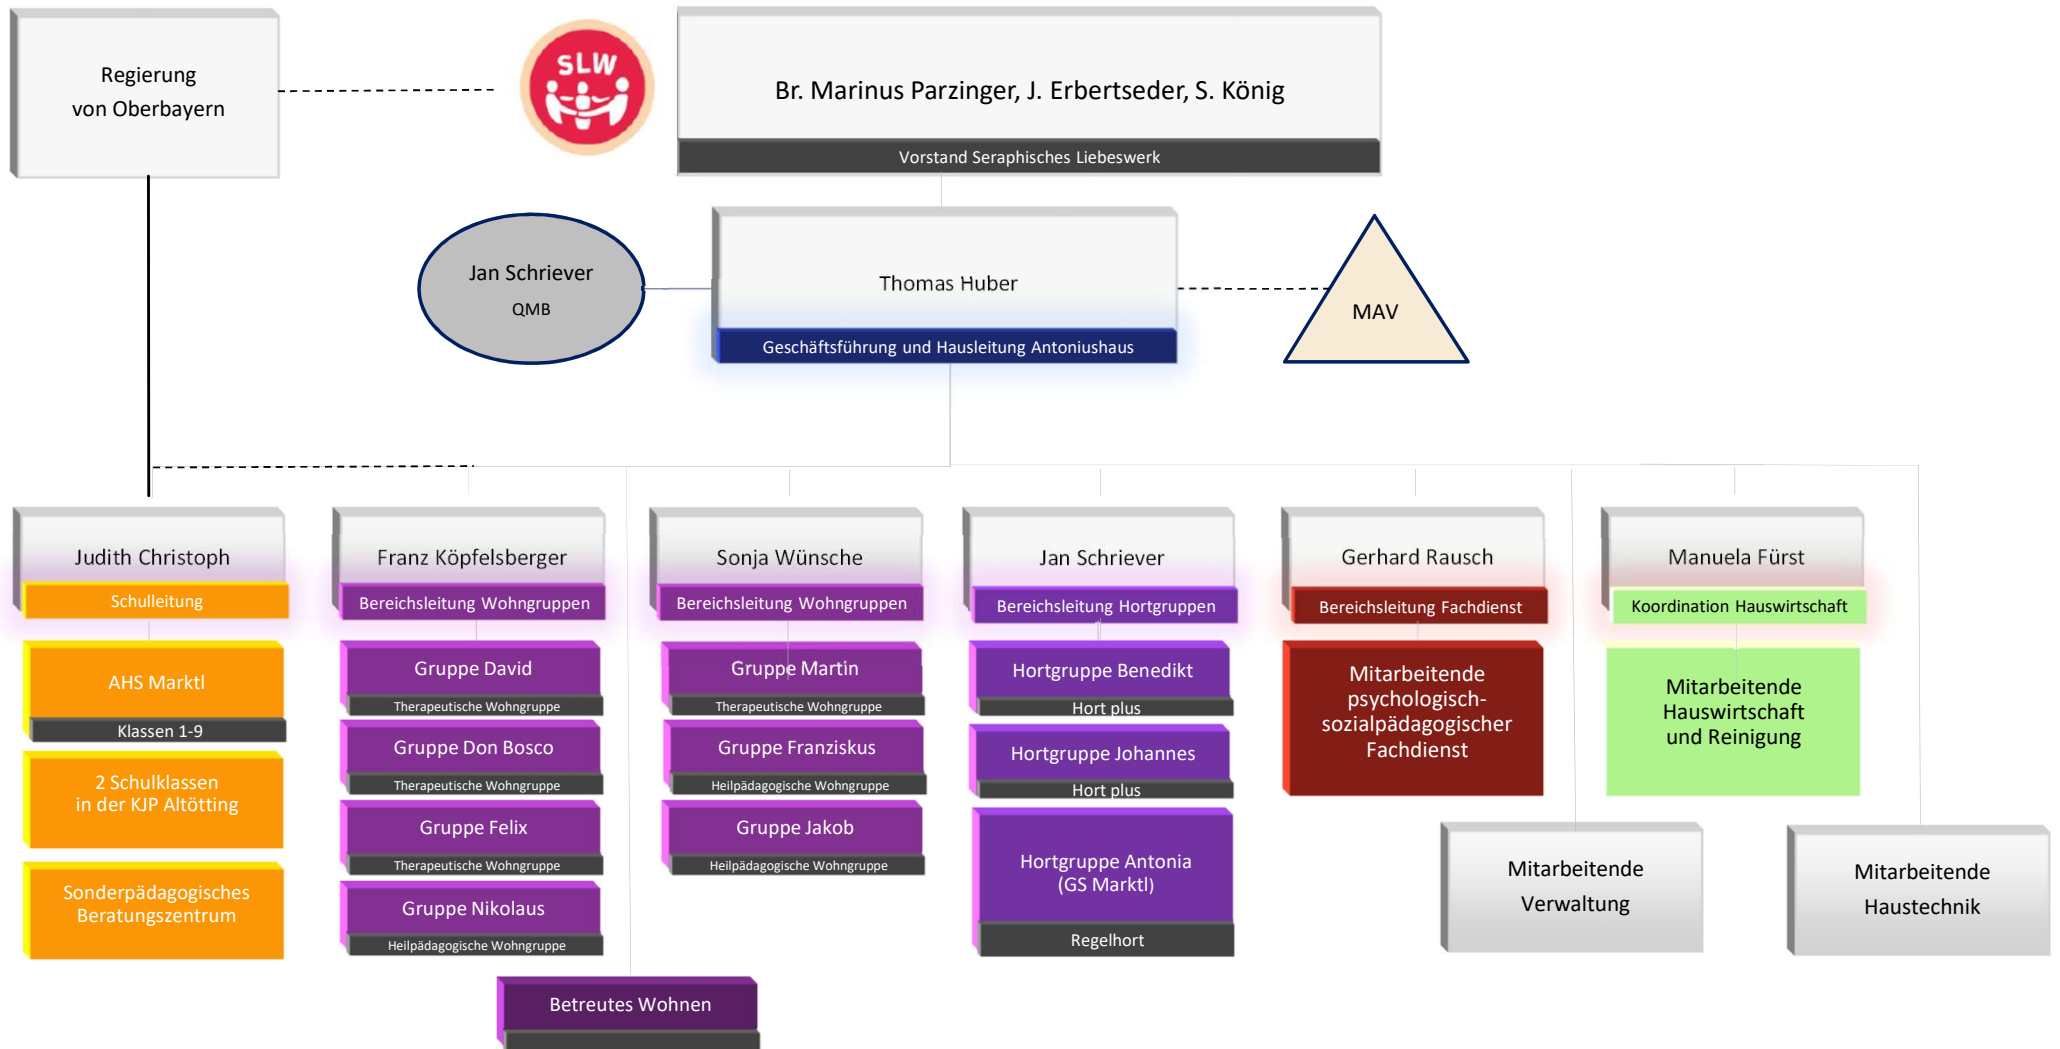 Regierung
von Oberbayern
SLW
Br. Marinus Parzinger, J. Erbertseder, S. König
Vorstand Seraphisches Liebeswerk
Jan Schriever
QMB
Thomas Huber
Geschäftsführung und Hausleitung Antoniushaus
MAV
Judith Christoph
Schulleitung
AHS Marktl
Klassen 1-9
2 Schulklassen
in der KJP Altötting
Sonderpädagogisches
Beratungszentrum
Franz Köpfelsberger
Bereichsleitung Wohngruppen
Gruppe David
Therapeutische Wohngruppe
Gruppe Don Bosco
Therapeutische Wohngruppe
Gruppe Felix
Therapeutische Wohngruppe
Gruppe Nikolaus
Heilpädagogische Wohngruppe
Betreutes Wohnen
Sonja Wünsche
Bereichsleitung Wohngruppen
Gruppe Martin
Therapeutische Wohngruppe
Gruppe Franziskus
Heilpädagogische Wohngruppe
Gruppe Jakob
Heilpädagogische Wohngruppe
Jan Schriever
Bereichsleitung Hortgruppen
Hortgruppe Benedikt
Hort plus
Hortgruppe Johannes
Hort plus
Hortgruppe Antonia
(GS Marktl)
Regelhort
Gerhard Rausch
Bereichsleitung Fachdienst
Mitarbeitende
psychologisch-
sozialpädagogischer
Fachdienst
Manuela Fürst
Koordination Hauswirtschaft
Mitarbeitende
Hauswirtschaft
und Reinigung
Mitarbeitende
Verwaltung
Mitarbeitende
Haustechnik